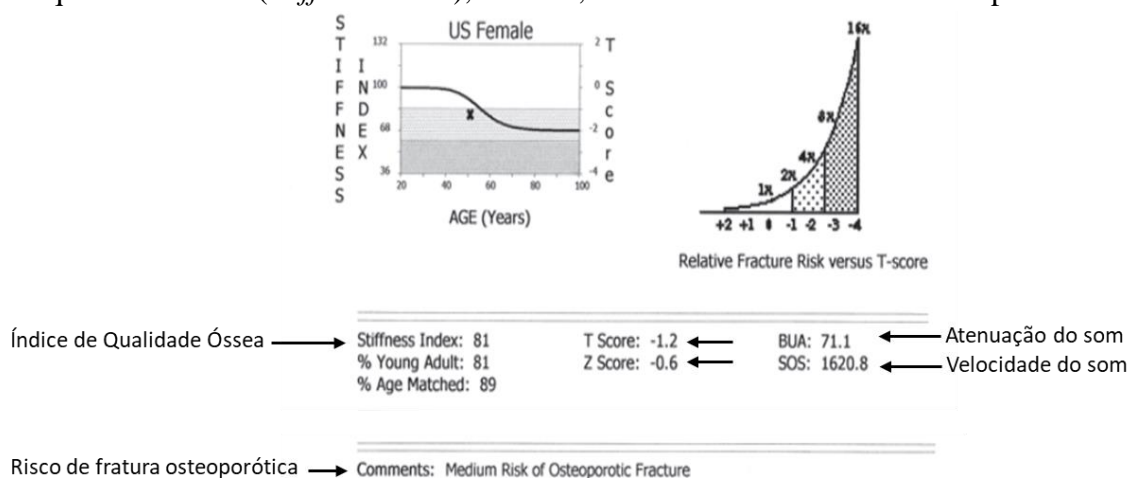 STIFFNESS
INDEX
US Female
132
100
68
36
20 40 60 80 100
AGE (Years)
2
0
-2
-4
T Score
1x
2x
4x
8x
16x
+2 +1 0 -1 -2 -3 -4
Relative Fracture Risk versus T-score
Índice de Qualidade Óssea
Stiffness Index: 81 T Score: -1.2 BUA: 71.1
Atenuação do som
% Young Adult: 81 Z Score: -0.6 SOS: 1620.8
Velocidade do som
% Age Matched: 89
Risco de fratura osteoporótica
Comments: Medium Risk of Osteoporotic Fracture